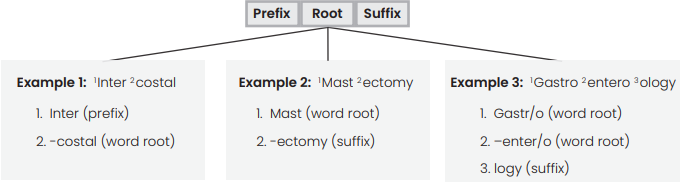 Prefix Root Suffix
Example 1: ¹Inter ²costal
1. Inter (prefix)
2. -costal (word root)
Example 2: ¹Mast ²ectomy
1. Mast (word root)
2. -ectomy (suffix)
Example 3: ¹Gastro ²entero ³ology
1. Gastr/o (word root)
2. –enter/o (word root)
3. logy (suffix)